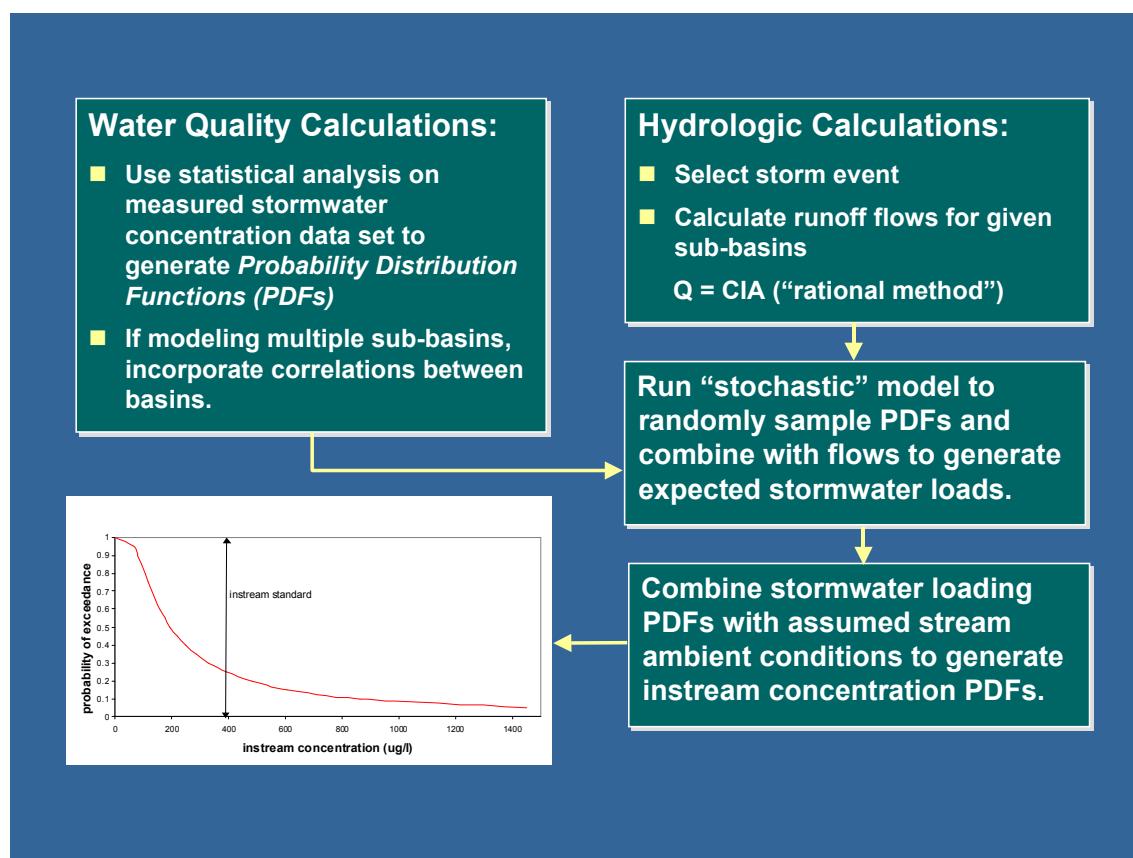 Water Quality Calculations:
Use statistical analysis on
measured stormwater
concentration data set to
generate Probability Distribution
Functions (PDFs)
If modeling multiple sub-basins,
incorporate correlations between
basins.
Hydrologic Calculations:
Select storm event
Calculate runoff flows for given
sub-basins
Q = CIA (“rational method”)
Run “stochastic” model to
randomly sample PDFs and
combine with flows to generate
expected stormwater loads.
Combine stormwater loading
PDFs with assumed stream
ambient conditions to generate
instream concentration PDFs.
probability of exceedance
1
0.9
0.8
0.7
0.6
0.5
0.4
0.3
0.2
0.1
0
instream standard
0 200 400 600 800 1000 1200 1400
instream concentration (ug/l)